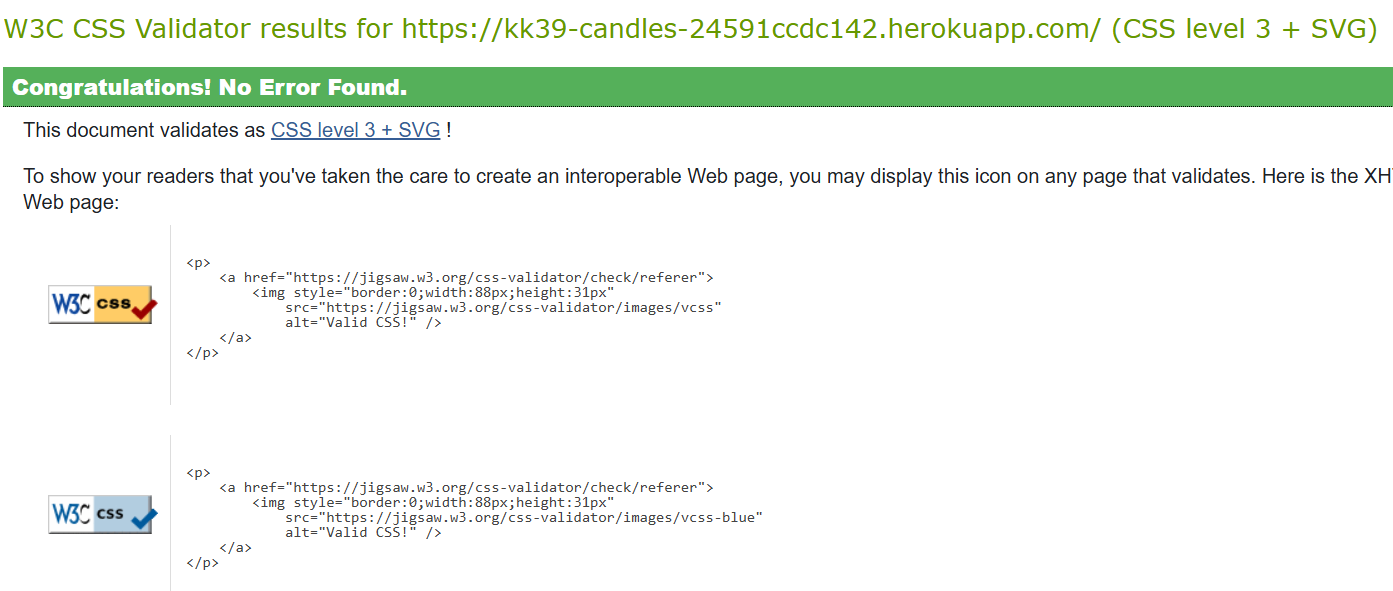 W3C CSS Validator results for https://kk39-candles-24591ccdc142.herokuapp.com/ (CSS level 3 + SVG)
Congratulations! No Error Found.
This document validates as CSS level 3 + SVG !
To show your readers that you've taken the care to create an interoperable Web page, you may display this icon on any page that validates. Here is the XH
Web page:
<p>
<a href="https://jigsaw.w3.org/css-validator/check/referer">
<img style="border:0;width:88px;height:31px"
W3C css
src="https://jigsaw.w3.org/css-validator/images/vcss"
alt="Valid CSS!" />
</a>
</p>
<p>
<a href="https://jigsaw.w3.org/css-validator/check/referer">
<img style="border:0;width:88px;height:31px"
W3C css
src="https://jigsaw.w3.org/css-validator/images/vcss-blue"
alt="Valid CSS!" />
</a>
</p>